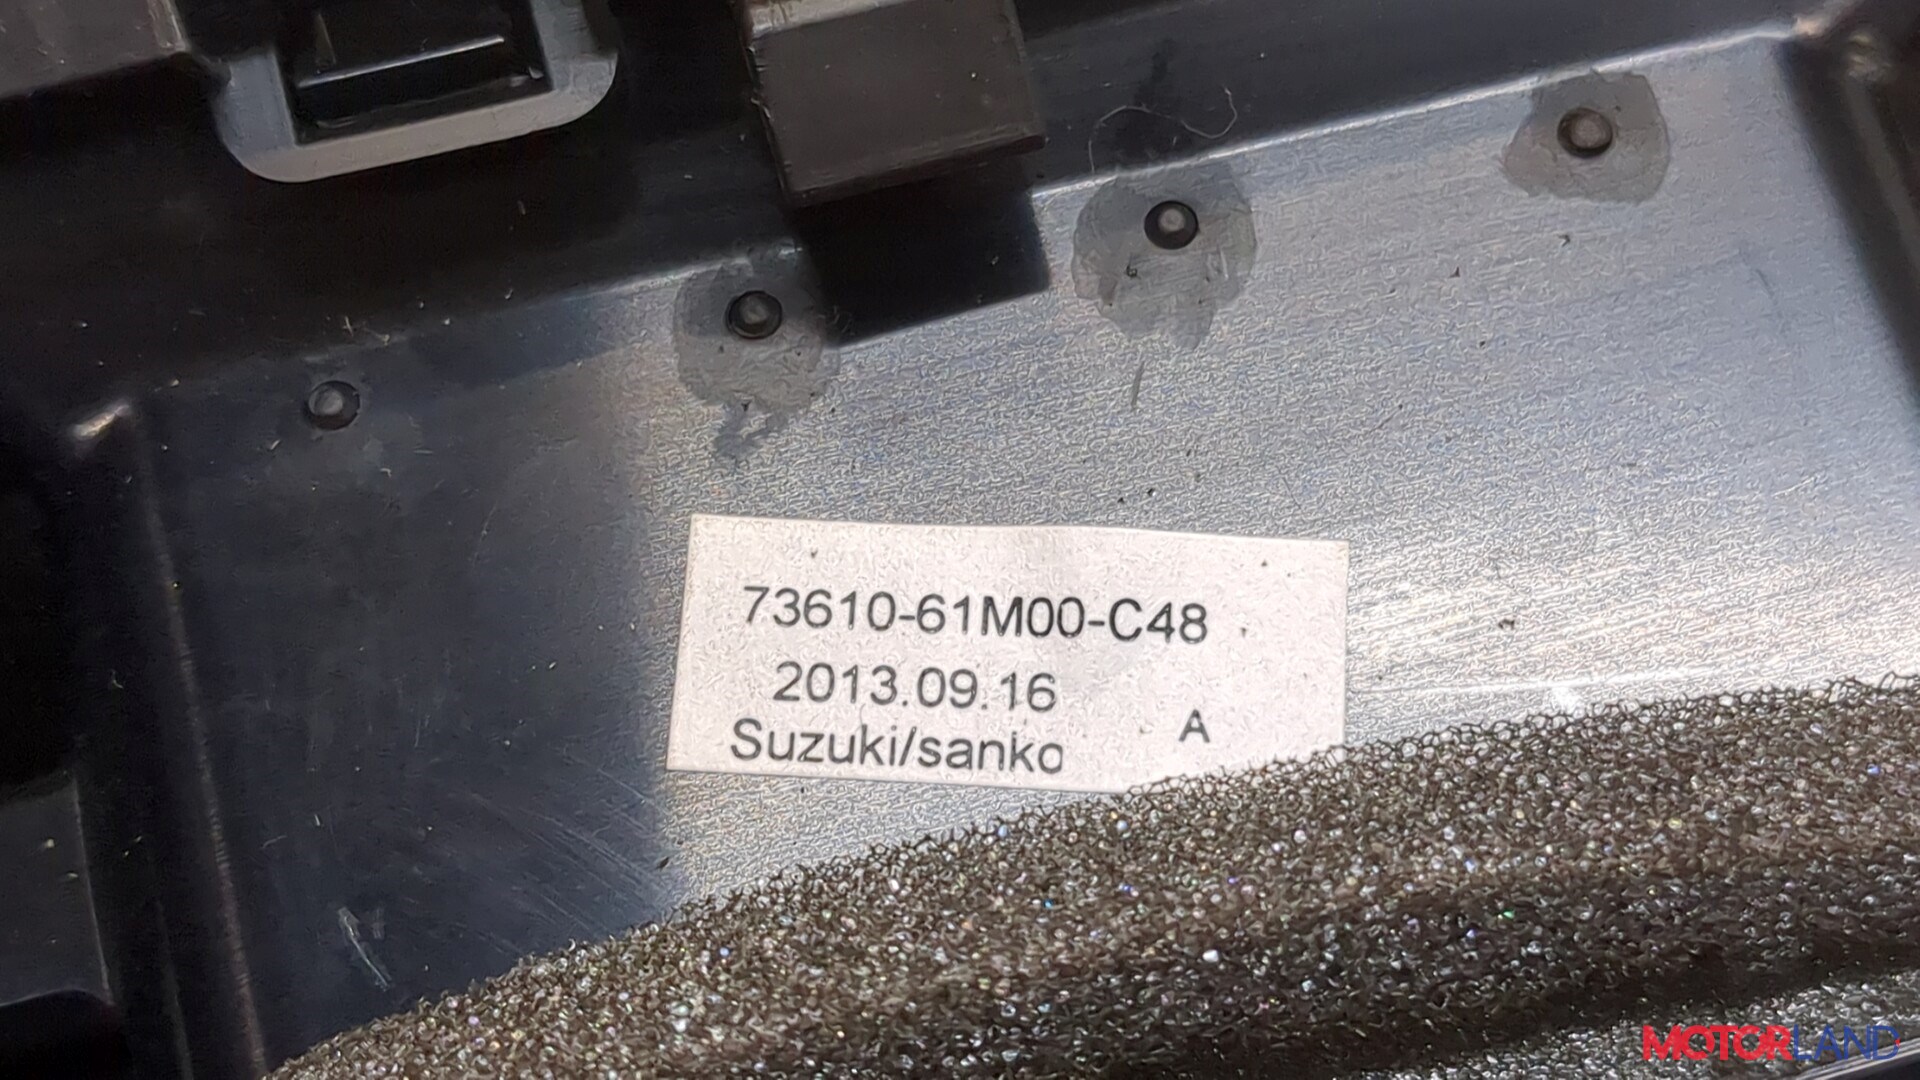 73610-61M00-C48
2013.09.16
Suzuki/sanko
A
MOTORLAND